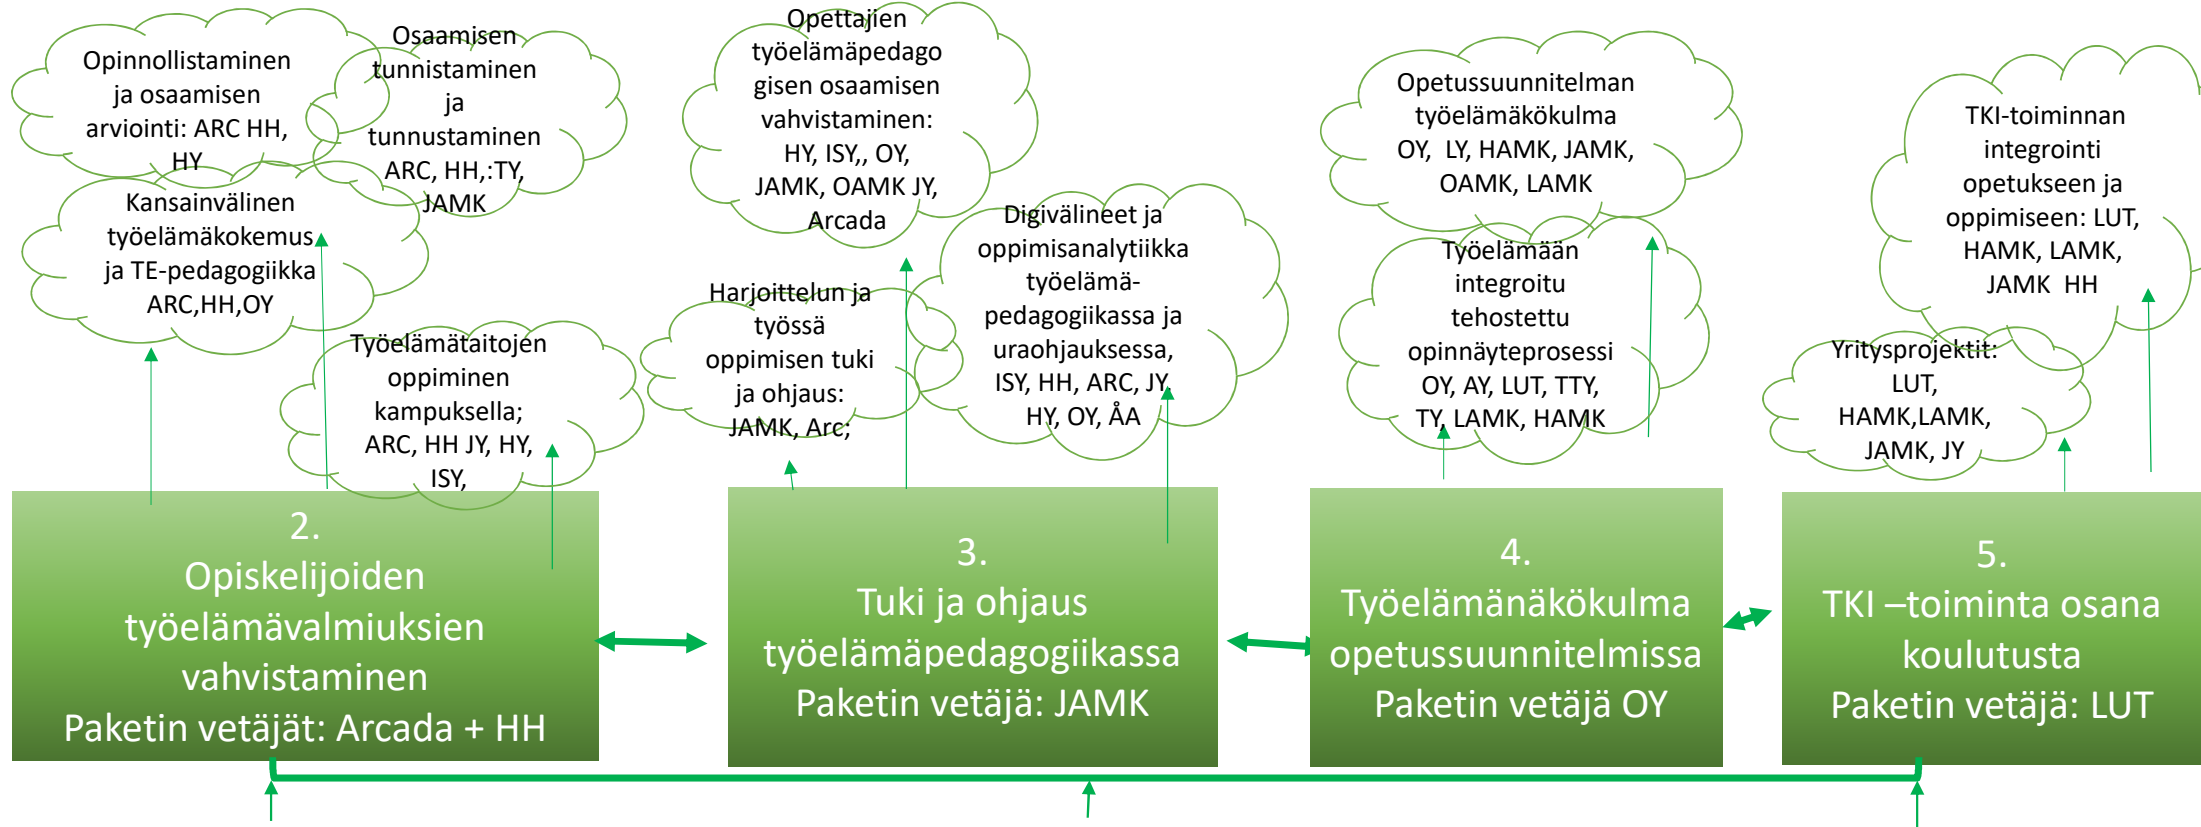 Opinnollistaminen
ja osaamisen
arviointi: ARC HH,
HY
Osaamisen
tunnistaminen
ja
tunnustaminen
ARC, HH,:TY,
JAMK
Kansainvälinen
työelämäkokemus
ja TE-pedagogiikka
ARC,HH,OY
Työelämätaitojen
oppiminen
kampuksella;
ARC, HH JY, HY,
ISY,
Opettajien
työelämäpedago
gisen osaamisen
vahvistaminen:
HY, ISY,, OY,
JAMK, OAMK JY,
Arcada
Harjoittelun ja
työssä
oppimisen tuki
ja ohjaus:
JAMK, Arc;
Digivälineet ja
oppimisanalytiikka
työelämä-
pedagogiikassa ja
uraohjauksessa,
ISY, HH, ARC, JY,
HY, OY, ÅA
Opetussuunnitelman
työelämäkökulma
OY, LY, HAMK, JAMK,
OAMK, LAMK
Työelämään
integroitu
tehostettu
opinnäyteprosessi
OY, AY, LUT, TTY,
TY, LAMK, HAMK
TKI-toiminnan
integrointi
opetukseen ja
oppimiseen: LUT,
HAMK, LAMK,
JAMK HH
Yritysprojektit:
LUT,
HAMK,LAMK,
JAMK, JY
2.
Opiskelijoiden
työelämävalmiuksien
vahvistaminen
Paketin vetäjät: Arcada + HH
3.
Tuki ja ohjaus
työelämäpedagogiikassa
Paketin vetäjä: JAMK
4.
Työelämänäkökulma
opetussuunnitelmissa
Paketin vetäjä OY
5.
TKI –toiminta osana
koulutusta
Paketin vetäjä: LUT